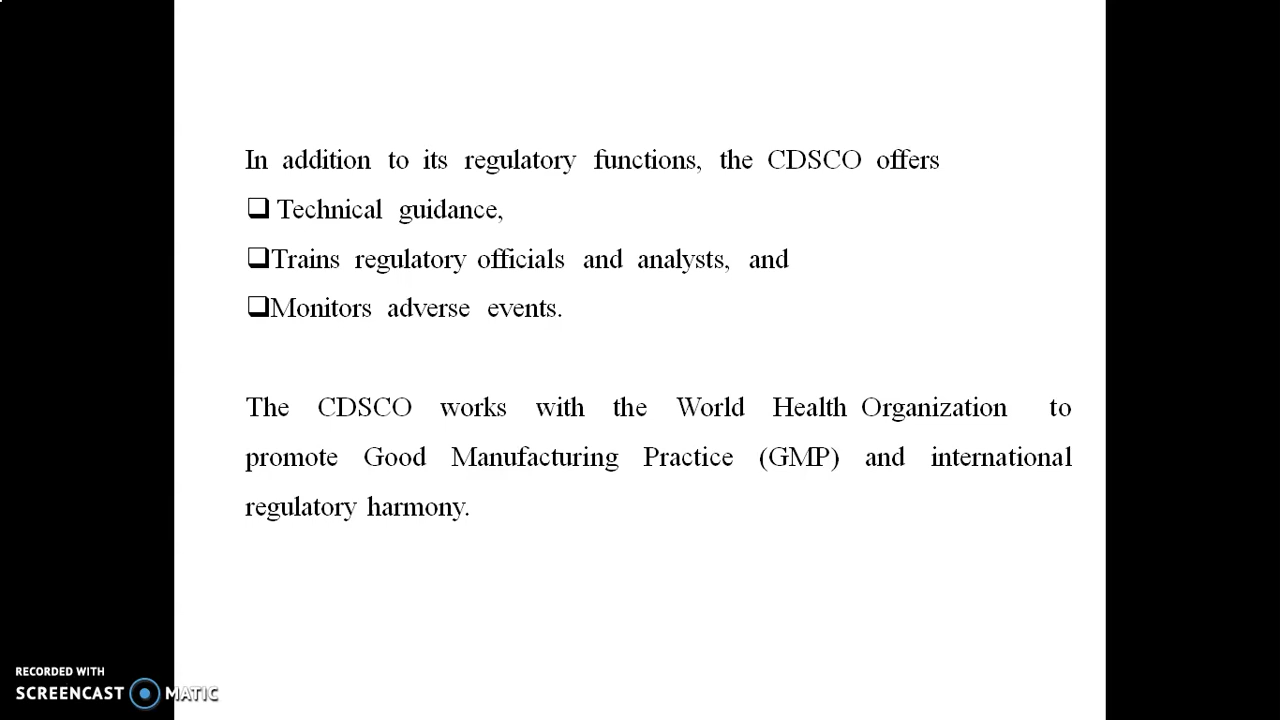 In addition to its regulatory functions, the CDSCO offers
❑ Technical guidance,
❑Trains regulatory officials and analysts, and
❑Monitors adverse events.
The CDSCO works with the World Health Organization to
promote Good Manufacturing Practice (GMP) and international
regulatory harmony.
RECORDED WITH
SCREENCAST MATIC